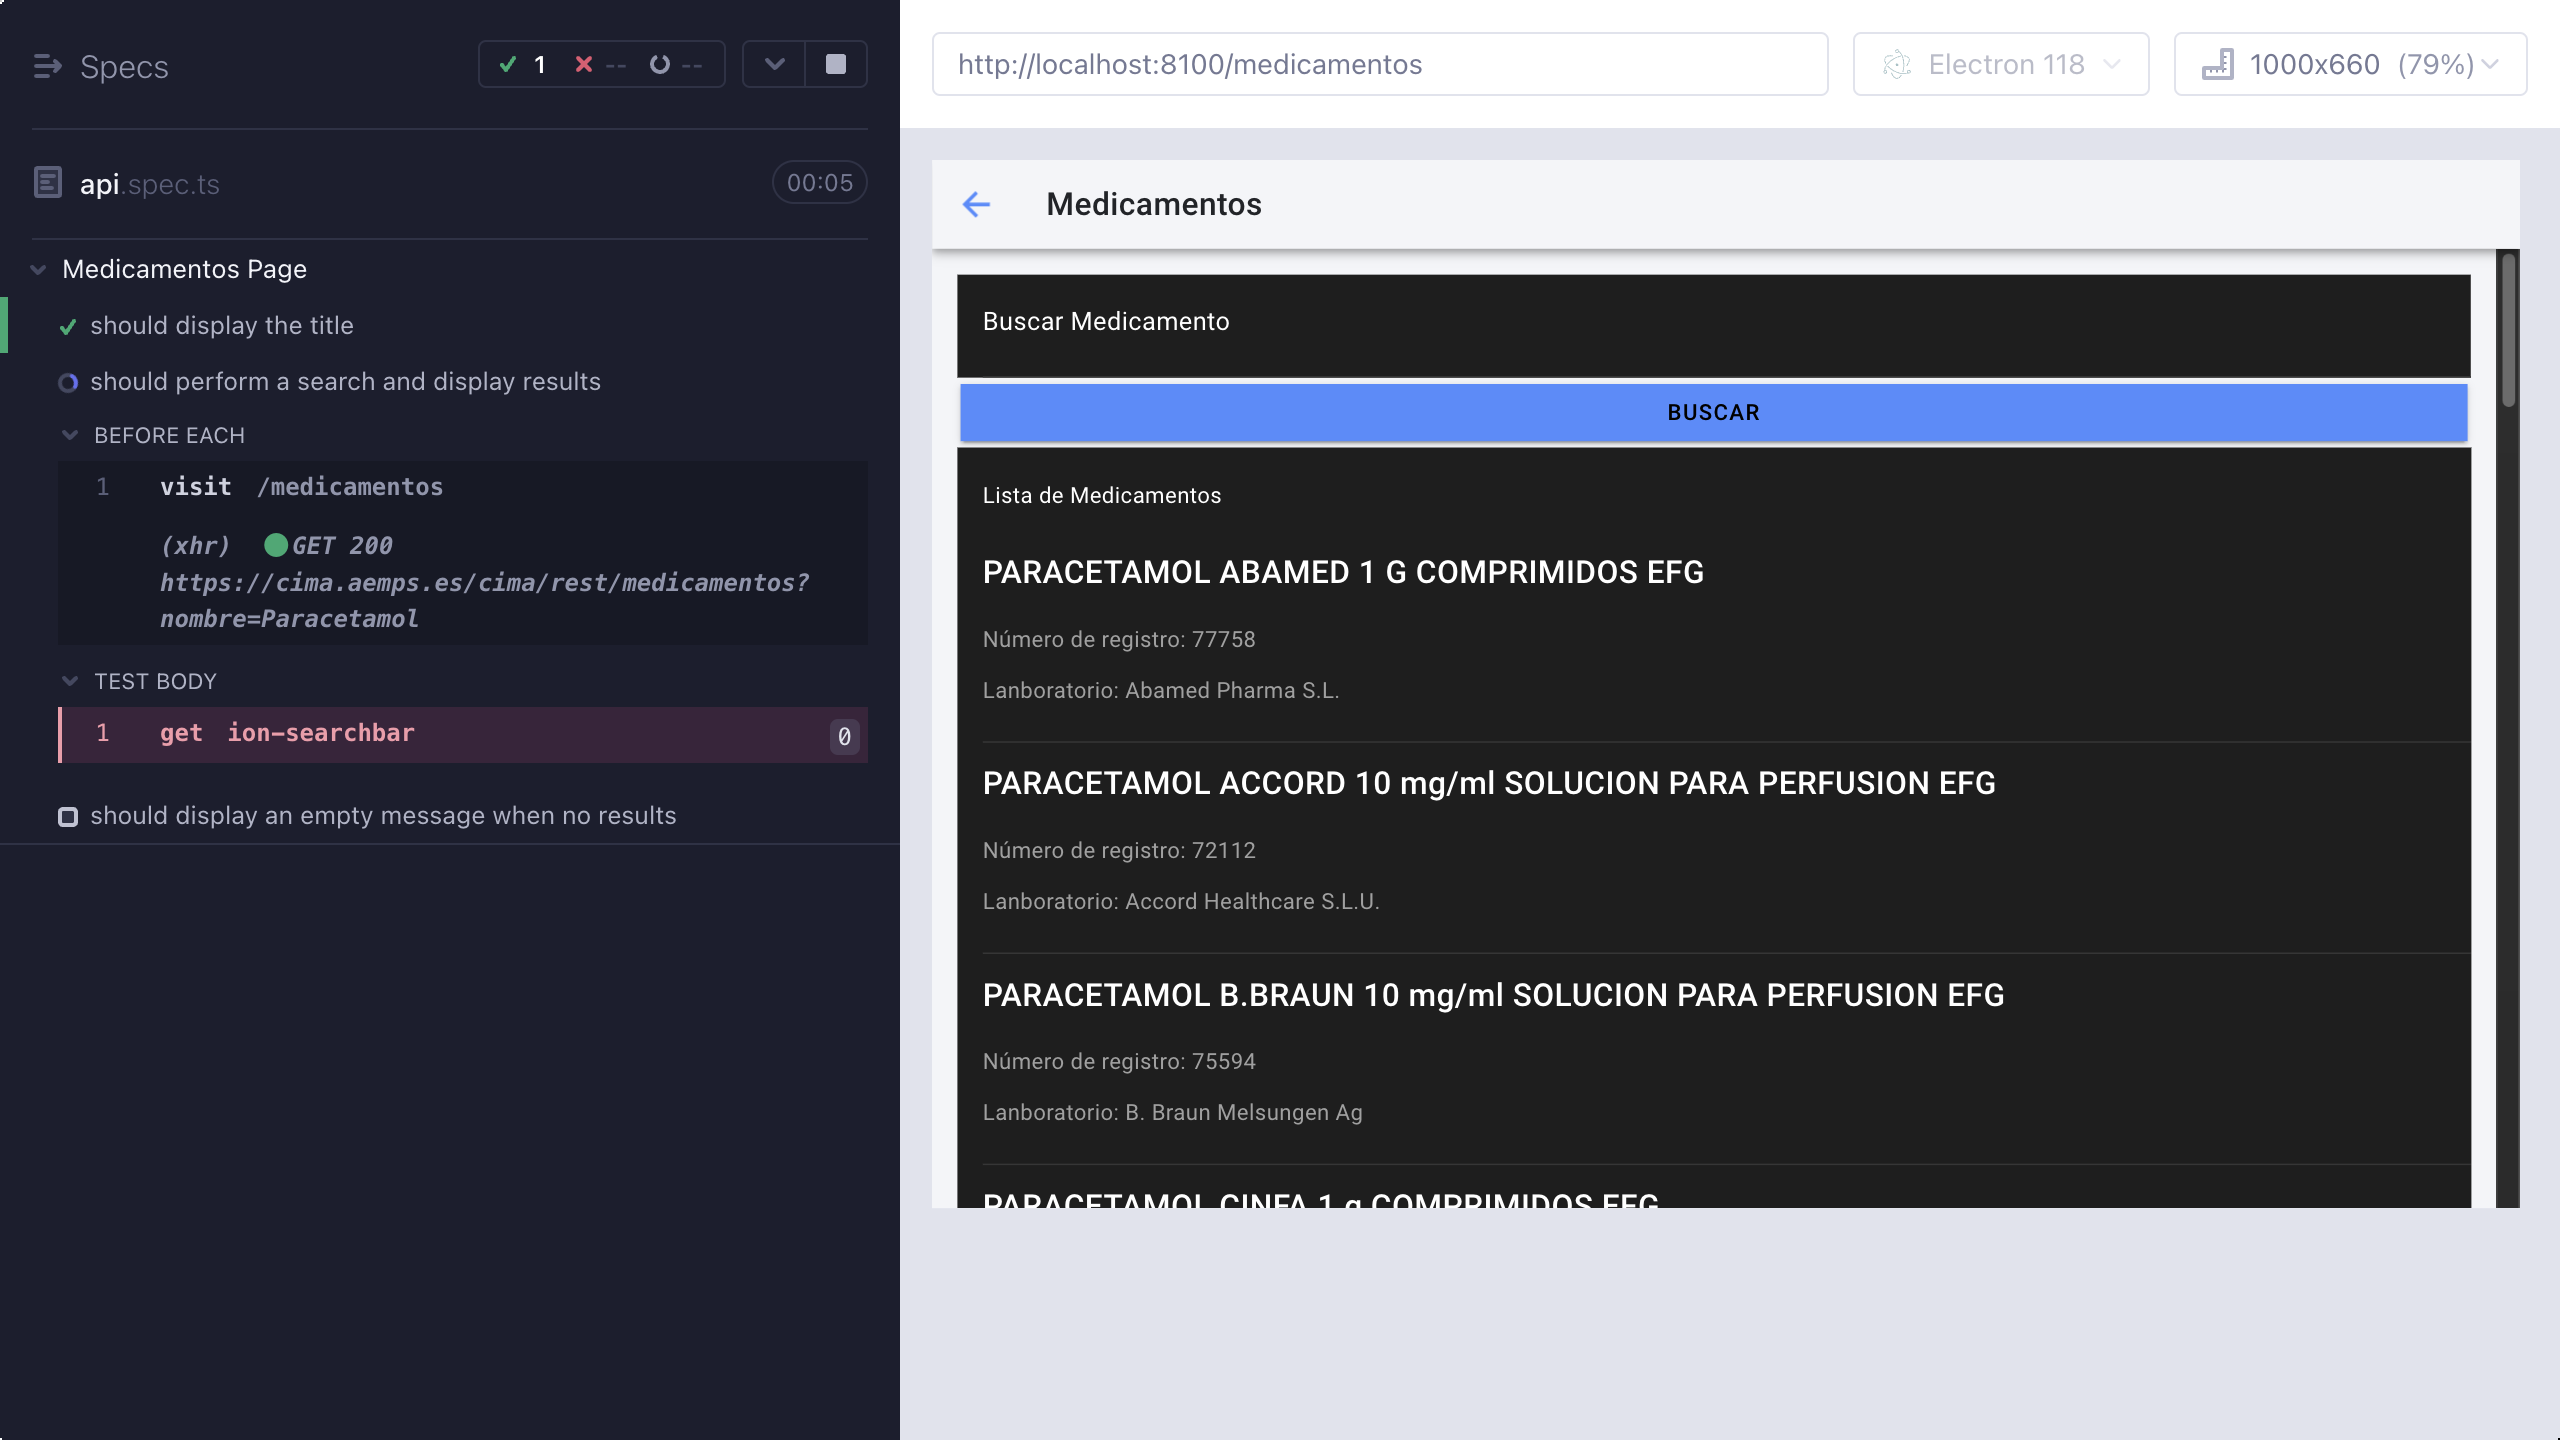 Specs
1 -- --
api.spec.ts 00:05
Medicamentos Page
should display the title
should perform a search and display results
BEFORE EACH
1 visit /medicamentos
(xhr) GET 200
https://cima.aemps.es/cima/rest/medicamentos?
nombre=Paracetamol
TEST BODY
1 get ion-searchbar 0
should display an empty message when no results
http://localhost:8100/medicamentos
Electron 118
1000x660 (79%)
Medicamentos
Buscar Medicamento
BUSCAR
Lista de Medicamentos
PARACETAMOL ABAMED 1 G COMPRIMIDOS EFG
Número de registro: 77758
Lanboratorio: Abamed Pharma S.L.
PARACETAMOL ACCORD 10 mg/ml SOLUCION PARA PERFUSION EFG
Número de registro: 72112
Lanboratorio: Accord Healthcare S.L.U.
PARACETAMOL B.BRAUN 10 mg/ml SOLUCION PARA PERFUSION EFG
Número de registro: 75594
Lanboratorio: B. Braun Melsungen Ag
PARACETAMOL CINFA 1 g COMPRIMIDOS EFG